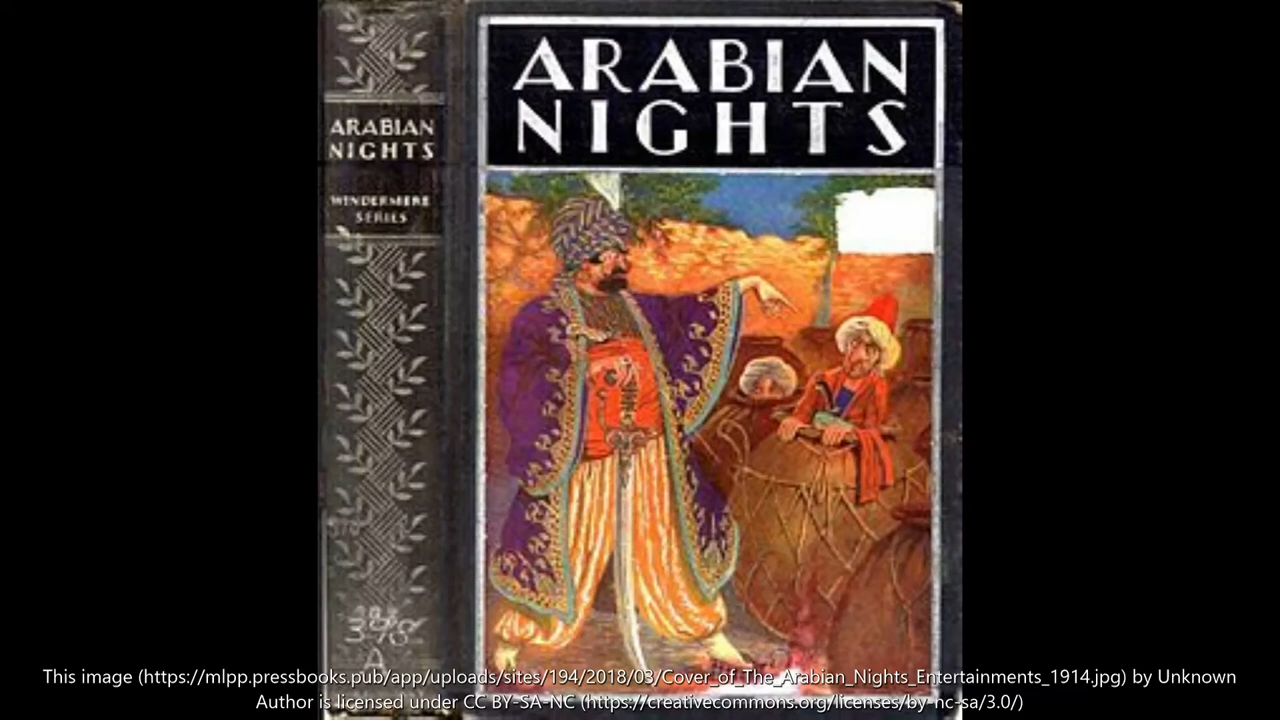 ARABIAN
NIGHTS
WINDERMERE
SERIES
ARABIAN
NIGHTS
This image (https://mlpp.pressbooks.pub/app/uploads/sites/194/2018/03/Cover_of_The_Arabian_Nights_Entertainments_1914.jpg) by Unknown
Author is licensed under CC BY-SA-NC (https://creativecommons.org/licenses/by-nc-sa/3.0/)